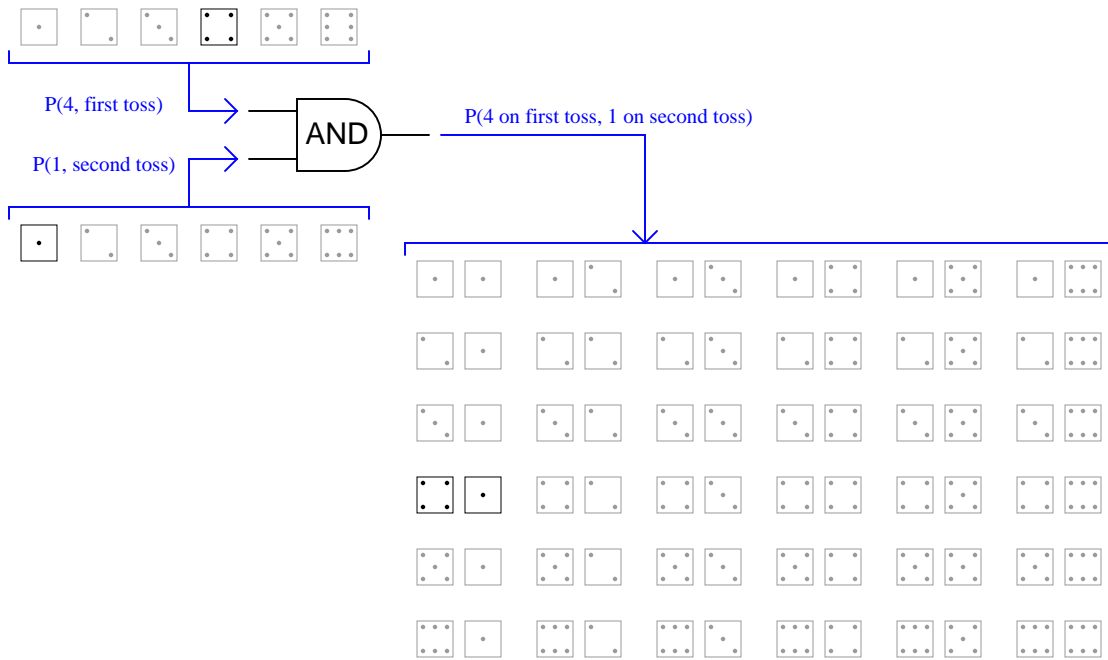 P(4, first toss)
AND
P(4 on first toss, 1 on second toss)
P(1, second toss)